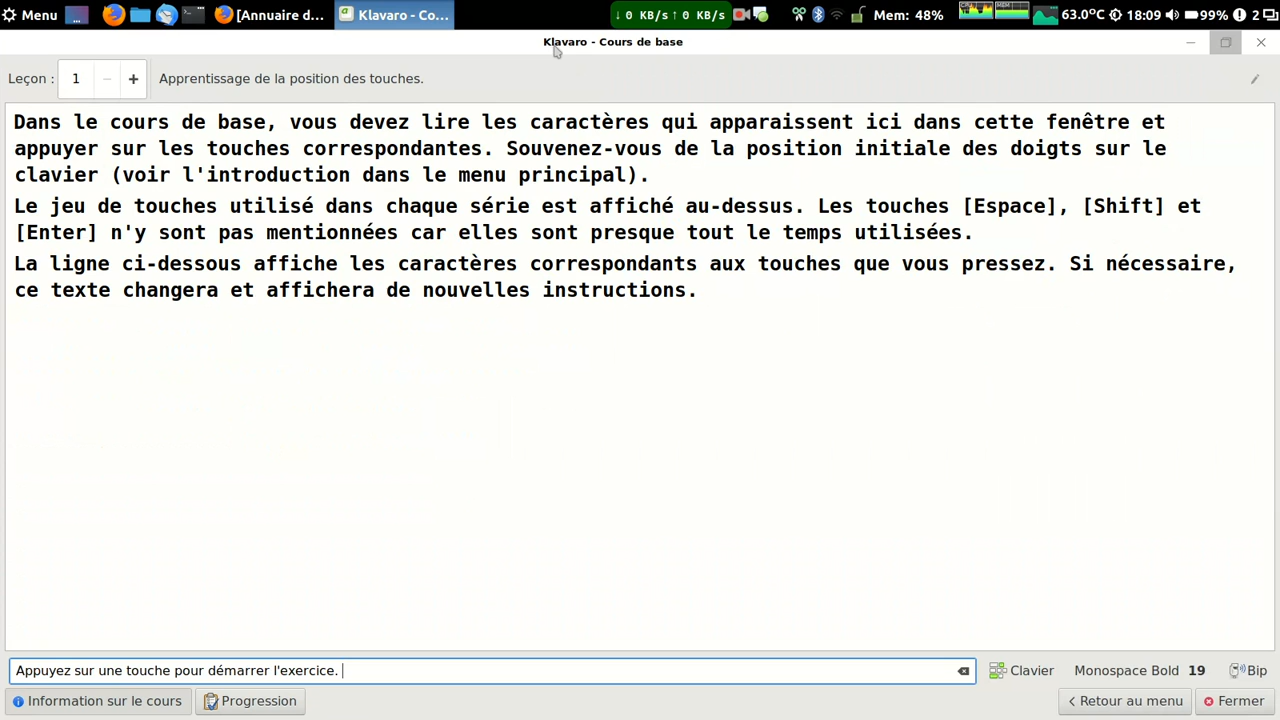 Menu [Annuaire d... Klavaro - Co... ↓ 0 KB/s ↑ 0 KB/s Mem: 48% 63.0°C 18:09 99% 2
Klavaro - Cours de base
Leçon : 1 − + Apprentissage de la position des touches.
Dans le cours de base, vous devez lire les caractères qui apparaissent ici dans cette fenêtre et
appuyer sur les touches correspondantes. Souvenez-vous de la position initiale des doigts sur le
clavier (voir l'introduction dans le menu principal).
Le jeu de touches utilisé dans chaque série est affiché au-dessus. Les touches [Espace], [Shift] et
[Enter] n'y sont pas mentionnées car elles sont presque tout le temps utilisées.
La ligne ci-dessous affiche les caractères correspondants aux touches que vous pressez. Si nécessaire,
ce texte changera et affichera de nouvelles instructions.
Appuyez sur une touche pour démarrer l'exercice. Clavier Monospace Bold 19 Bip
Information sur le cours Progression Retour au menu Fermer